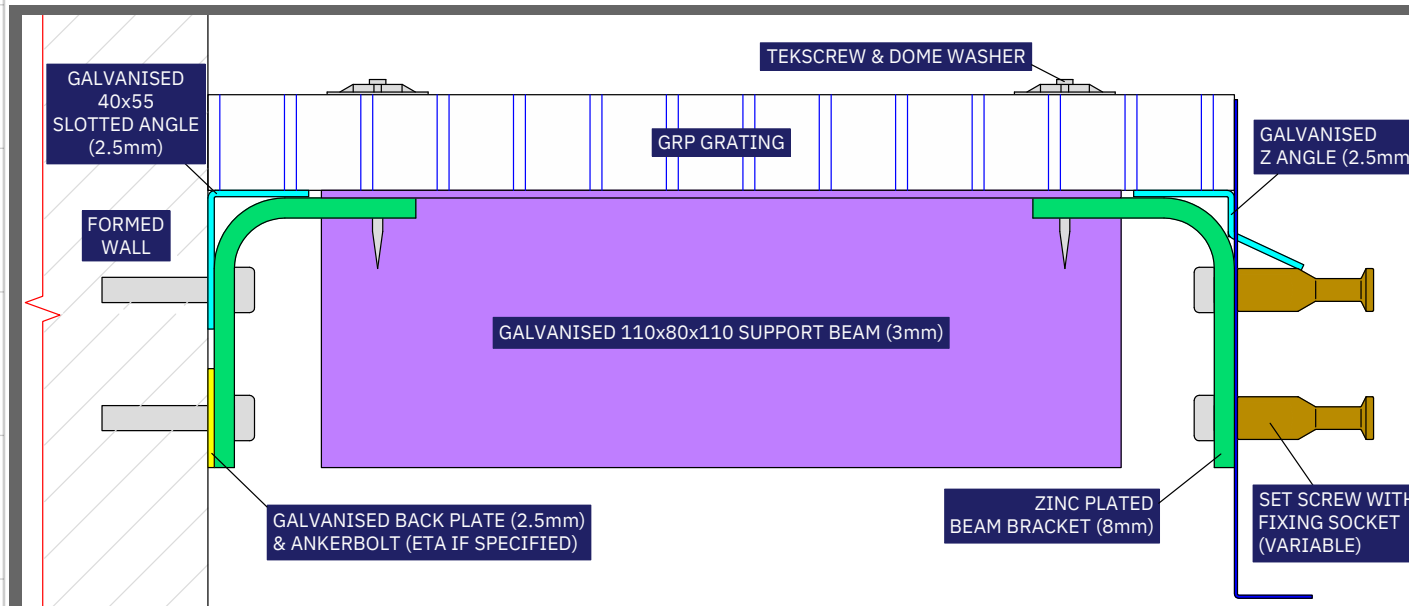 TEKSCREW & DOME WASHER
GALVANISED
40x55
SLOTTED ANGLE
(2.5mm)
GRP GRATING
GALVANISED
Z ANGLE (2.5mm
FORMED
WALL
GALVANISED 110x80x110 SUPPORT BEAM (3mm)
GALVANISED BACK PLATE (2.5mm)
& ANKERBOLT (ETA IF SPECIFIED)
ZINC PLATED
BEAM BRACKET (8mm)
SET SCREW WITH
FIXING SOCKET
(VARIABLE)